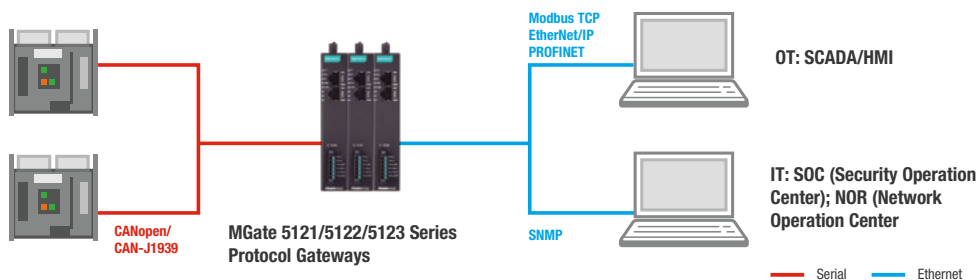 Modbus TCP
EtherNet/IP
PROFINET
OT: SCADA/HMI
CANopen/
CAN-J1939
MGate 5121/5122/5123 Series
Protocol Gateways
SNMP
IT: SOC (Security Operation
Center); NOR (Network
Operation Center
Serial
Ethernet